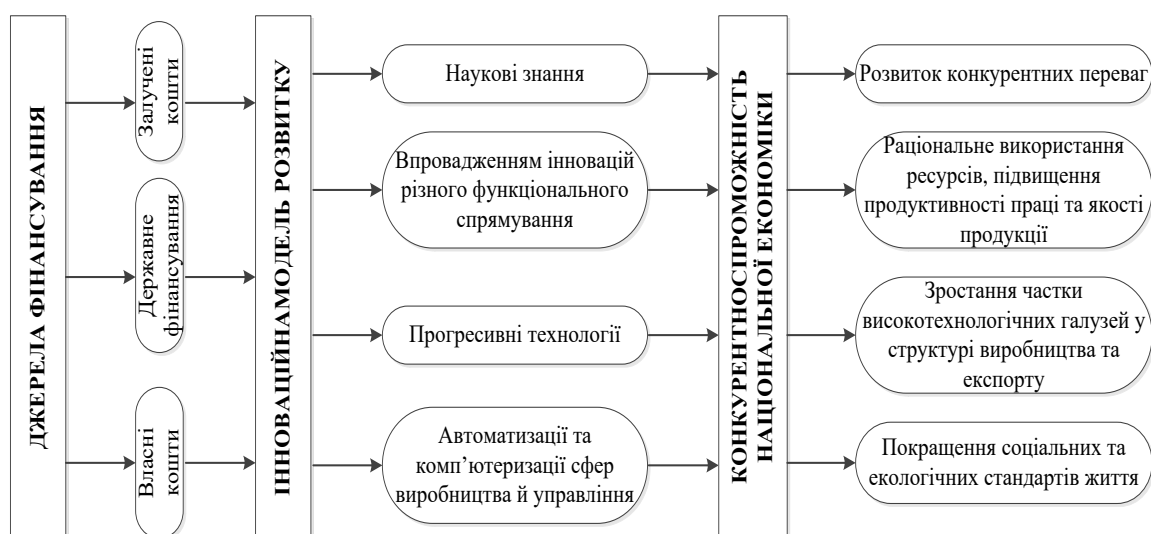 ДЖЕРЕЛА ФІНАНСУВАННЯ
Залучені
кошти
Державне
фінансування
Власні
кошти
ІННОВАЦІЙНАМОДЕЛЬ РОЗВИТКУ
Наукові знання
Впровадженням інновацій
різного функціонального
спрямування
Прогресивні технології
Автоматизації та
комп’ютеризації сфер
виробництва й управління
КОНКУРЕНТНОСПРОМОЖНІСТЬ
НАЦІОНАЛЬНОЇ ЕКОНОМІКИ
Розвиток конкурентних переваг
Раціональне використання
ресурсів, підвищення
продуктивності праці та якості
продукції
Зростання частки
високотехнологічних галузей у
структурі виробництва та
експорту
Покращення соціальних та
екологічних стандартів життя